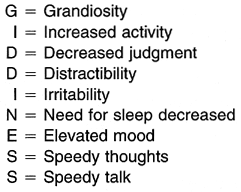 G = Grandiosity
I = Increased activity
D = Decreased judgment
D = Distractibility
I = Irritability
N = Need for sleep decreased
E = Elevated mood
S = Speedy thoughts
S = Speedy talk